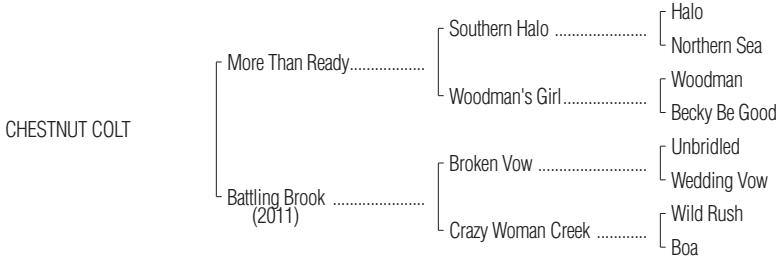 Halo
Southern Halo .....................
Northern Sea
More Than Ready..................
Woodman
Woodman's Girl....................
Becky Be Good
CHESTNUT COLT
Unbridled
Broken Vow ..........................
Wedding Vow
Battling Brook ......................
(2011)
Wild Rush
Crazy Woman Creek ............
Boa